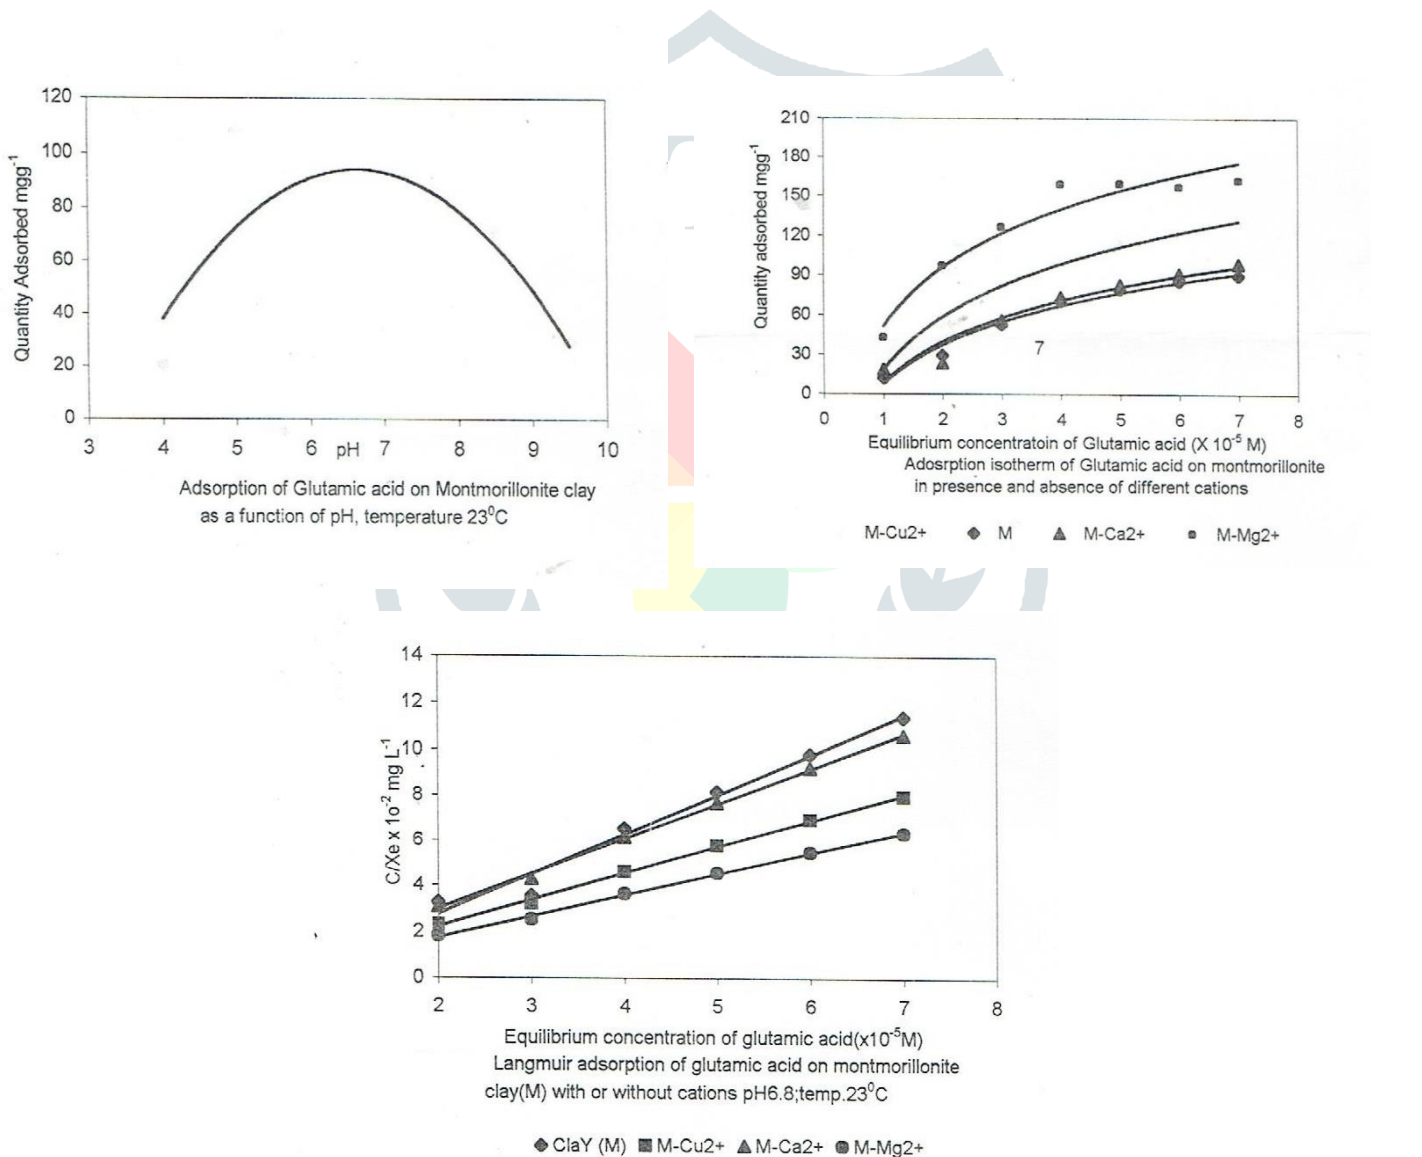 120
100
80
60
40
20
0
Quantity Adsorbed mgg⁻¹
3 4 5 6 pH 7 8 9 10
Adsorption of Glutamic acid on Montmorillonite clay
as a function of pH, temperature 23⁰C
210
180
150
120
90
60
30
0
Quantity adsorbed mgg⁻¹
7
0 1 2 3 4 5 6 7 8
Equilibrium concentratoin of Glutamic acid (X 10⁻⁵ M)
Adosrption isotherm of Glutamic acid on montmorillonite
in presence and absence of different cations
M-Cu2+ M M-Ca2+ M-Mg2+
14
12
10
8
6
4
2
0
C/Xe x 10⁻² mg L⁻¹
2 3 4 5 6 7 8
Equilibrium concentration of glutamic acid(x10⁻⁵M)
Langmuir adsorption of glutamic acid on montmorillonite
clay(M) with or without cations pH6.8;temp.23⁰C
ClaY (M) M-Cu2+ M-Ca2+ M-Mg2+